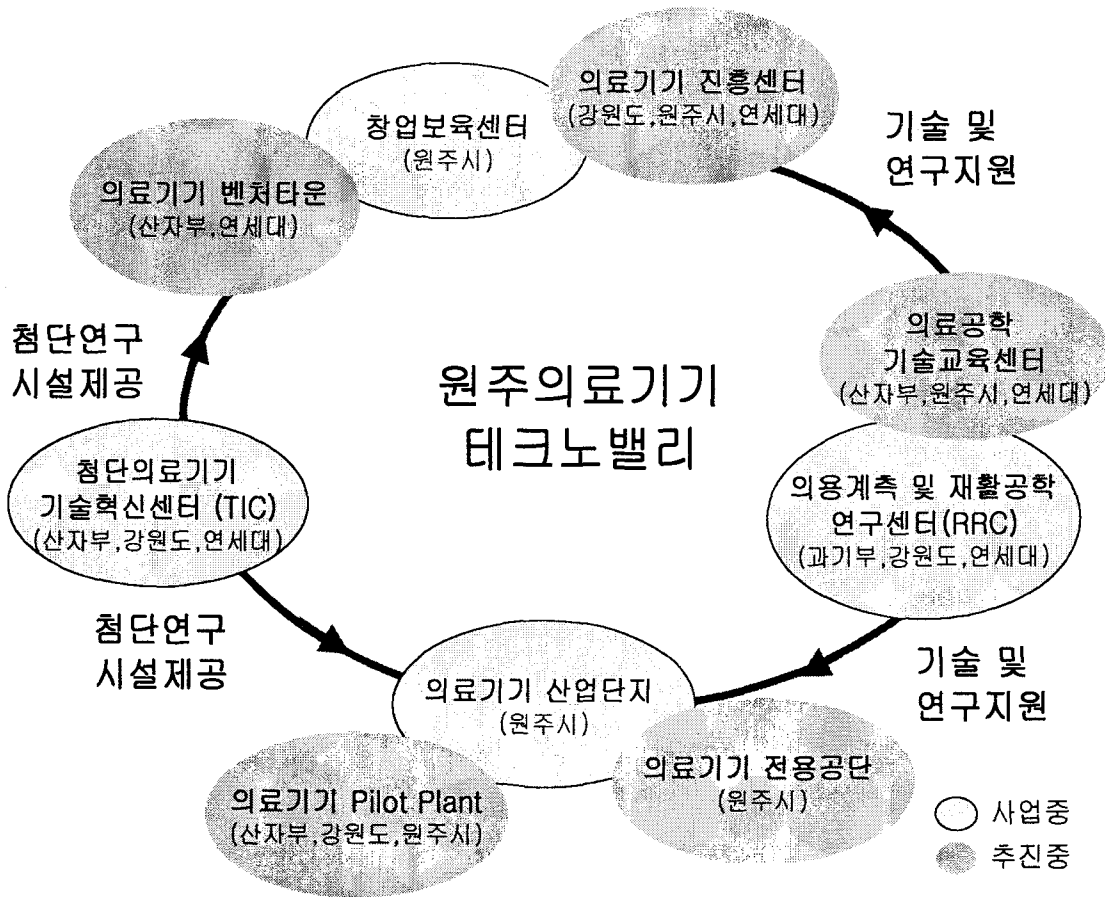 의료기기 진흥센터
(강원도,원주시,연세대)
창업보육센터
(원주시)
기술 및
연구지원
의료기기 벤처타운
(산자부,연세대)
첨단연구
시설제공
의료공학
기술교육센터
(산자부,원주시,연세대)
원주의료기기
테크노밸리
첨단의료기기
기술혁신센터 (TIC)
(산자부,강원도,연세대)
의용계측 및 재활공학
연구센터(RRC)
(과기부,강원도,연세대)
첨단연구
시설제공
기술 및
연구지원
의료기기 산업단지
(원주시)
의료기기 전용공단
(원주시)
의료기기 Pilot Plant
(산자부,강원도,원주시)
사업중
추진중